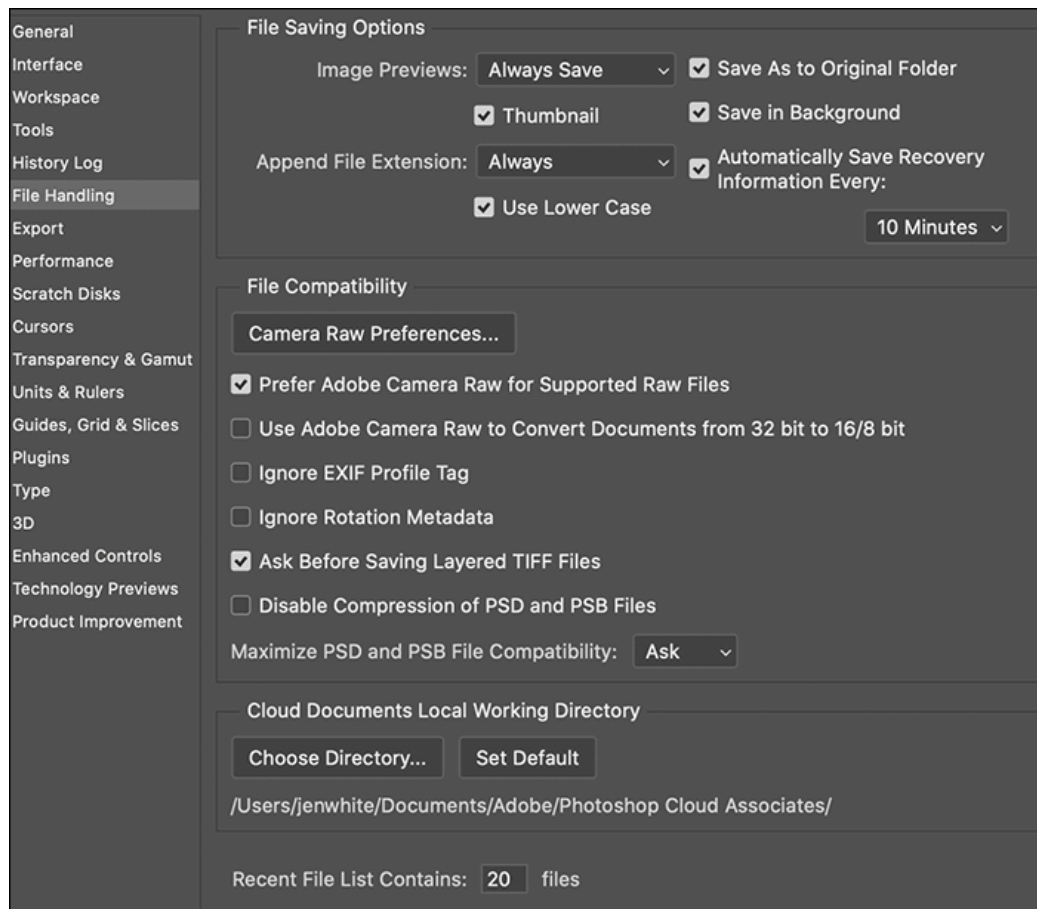 General
Interface
Workspace
Tools
History Log
File Handling
Export
Performance
Scratch Disks
Cursors
Transparency & Gamut
Units & Rulers
Guides, Grid & Slices
Plugins
Type
3D
Enhanced Controls
Technology Previews
Product Improvement
File Saving Options
Image Previews: Always Save
Thumbnail
Append File Extension: Always
Use Lower Case
Save As to Original Folder
Save in Background
Automatically Save Recovery
Information Every:
10 Minutes
File Compatibility
Camera Raw Preferences...
Prefer Adobe Camera Raw for Supported Raw Files
Use Adobe Camera Raw to Convert Documents from 32 bit to 16/8 bit
Ignore EXIF Profile Tag
Ignore Rotation Metadata
Ask Before Saving Layered TIFF Files
Disable Compression of PSD and PSB Files
Maximize PSD and PSB File Compatibility: Ask
Cloud Documents Local Working Directory
Choose Directory... Set Default
/Users/jenwhite/Documents/Adobe/Photoshop Cloud Associates/
Recent File List Contains: 20 files